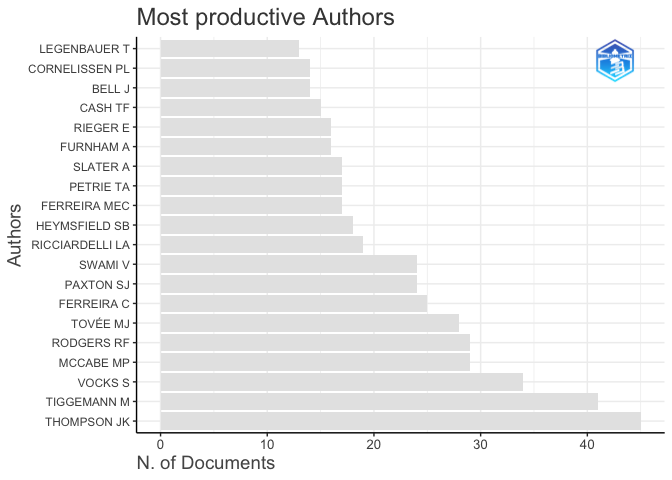 Most productive Authors
BIBLIOMETRIX
LEGENBAUER T
CORNELISSEN PL
BELL J
CASH TF
RIEGER E
FURNHAM A
SLATER A
PETRIE TA
FERREIRA MEC
HEYMSFIELD SB
RICCIARDELLI LA
SWAMI V
PAXTON SJ
FERREIRA C
TOVÉE MJ
RODGERS RF
MCCABE MP
VOCKS S
TIGGEMANN M
THOMPSON JK
Authors
0 10 20 30 40
N. of Documents